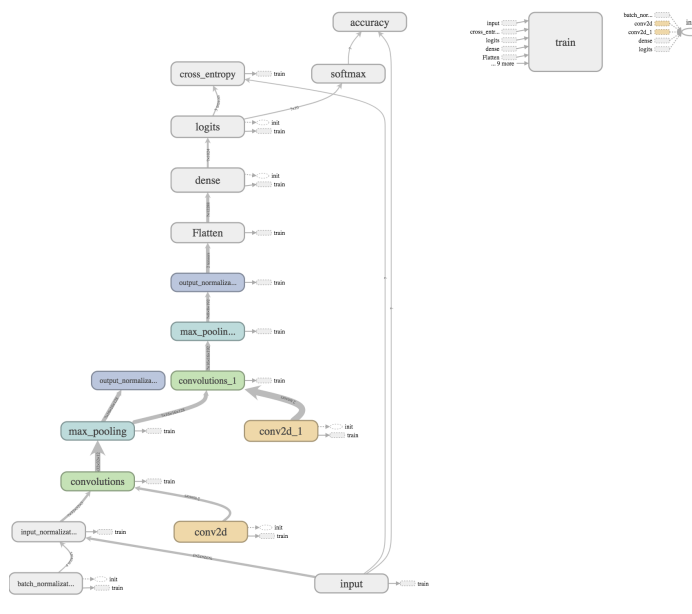 accuracy
cross_entropy
train
softmax
logits
init
train
dense
init
train
Flatten
train
output_normaliza...
train
max_poolin...
train
output_normaliza...
convolutions_1
train
max_pooling
train
conv2d_1
init
train
convolutions
train
input_normalizat...
train
conv2d
init
train
batch_normalizat...
init
train
input
train
input
cross_entr...
logits
dense
Flatten
... 9 more
train
batch_nor...
conv2d
conv2d_1
dense
logits
in